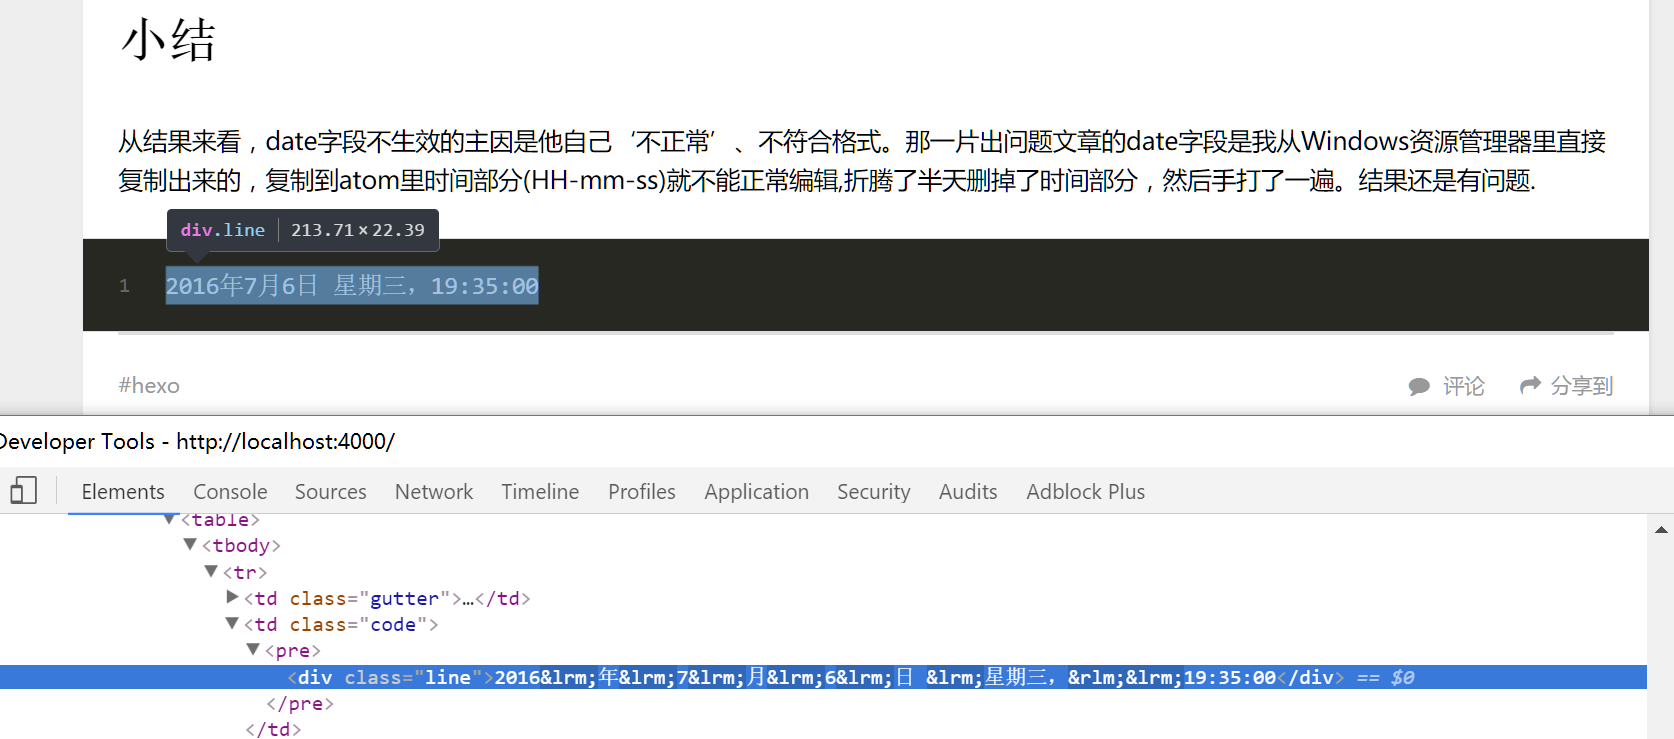 小结
从结果来看，date字段不生效的主因是他自己‘不正常’、不符合格式。那一片出问题文章的date字段是我从Windows资源管理器里直接
复制出来的，复制到atom里时间部分(HH-mm-ss)就不能正常编辑,折腾了半天删掉了时间部分，然后手打了一遍。结果还是有问题.
div.line 213.71×22.39
1 2016年7月6日 星期三，19:35:00
#hexo 评论 分享到
Developer Tools - http://localhost:4000/
Elements Console Sources Network Timeline Profiles Application Security Audits Adblock Plus
<table>
<tbody>
<tr>
<td class="gutter">…</td>
<td class="code">
<pre>
<div class="line">2016&lrm;年&lrm;7&lrm;月&lrm;6&lrm;日 &lrm;星期三，&rlm;&lrm;19:35:00</div> == $0
</pre>
</td>